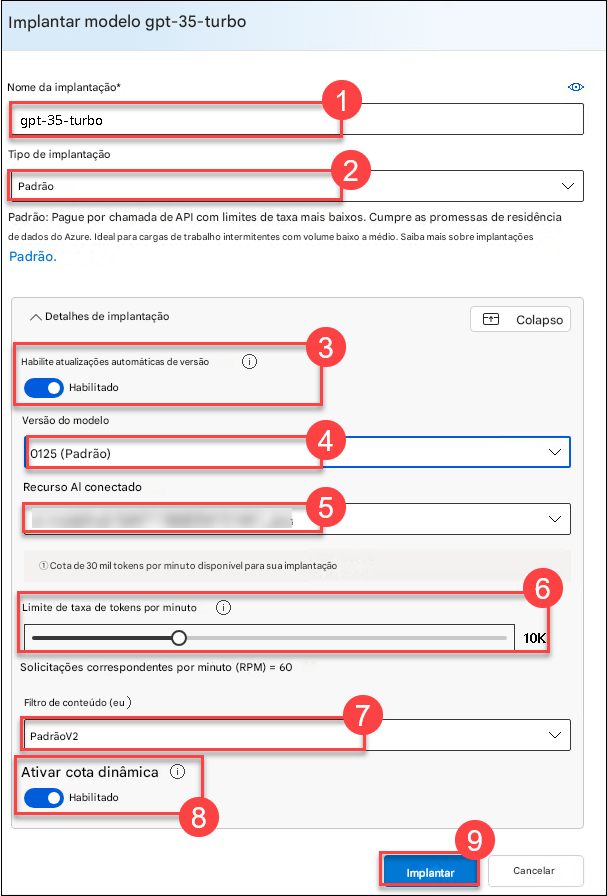 Implantar modelo gpt-35-turbo
Nome da implantação*
1
gpt-35-turbo
Tipo de implantação
2
Padrão
Padrão: Pague por chamada de API com limites de taxa mais baixos. Cumpre as promessas de residência
de dados do Azure. Ideal para cargas de trabalho intermitentes com volume baixo a médio. Saiba mais sobre implantações
Padrão.
Detalhes de implantação
Colapso
3
Habilite atualizações automáticas de versão
Habilitado
Versão do modelo
4
0125 (Padrão)
Recurso AI conectado
5
Cota de 30 mil tokens por minuto disponível para sua implantação
6
Limite de taxa de tokens por minuto
10K
Solicitações correspondentes por minuto (RPM) = 60
Filtro de conteúdo (eu)
7
PadrãoV2
Ativar cota dinâmica
Habilitado
8
9
Implantar
Cancelar